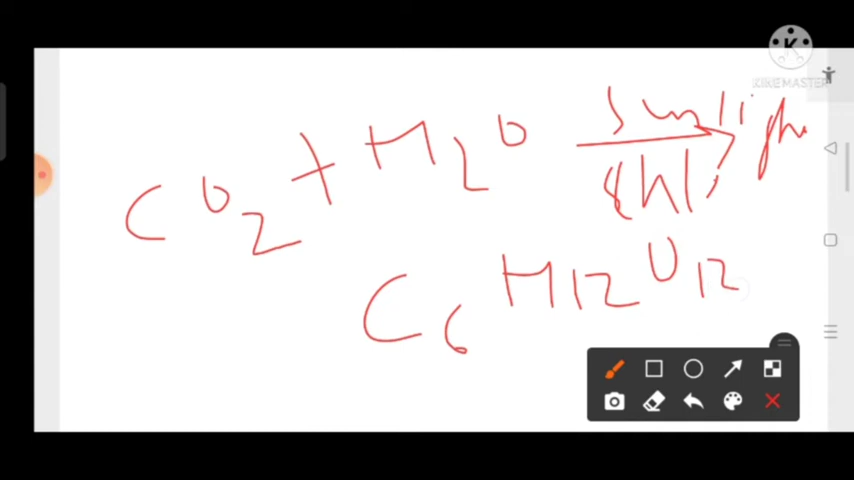 CO2 + H2O sunlight
chl,
C6H12O12
K
KINEMASTER